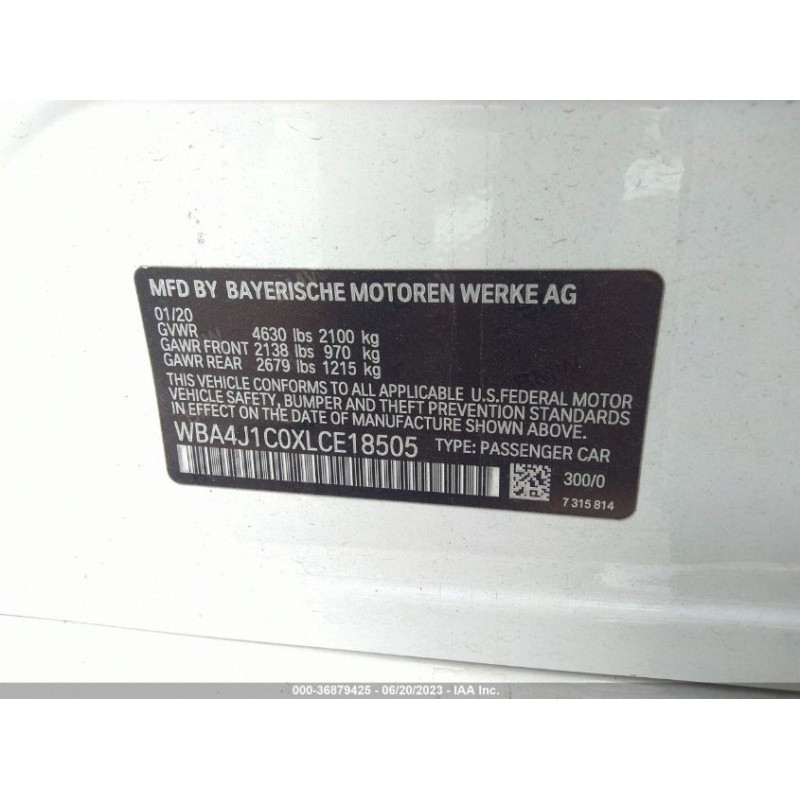 MFD BY BAYERISCHE MOTOREN WERKE AG
01/20
GVWR 4630 lbs 2100 kg
GAWR FRONT 2138 lbs 970 kg
GAWR REAR 2679 lbs 1215 kg
THIS VEHICLE CONFORMS TO ALL APPLICABLE U.S.FEDERAL MOTOR
VEHICLE SAFETY, BUMPER AND THEFT PREVENTION STANDARDS
IN EFFECT ON THE DATE OF MANUFACTURE SHOWN ABOVE.
WBA4J1C0XLCE18505 TYPE: PASSENGER CAR
300/0
7 315 814
000-36879425 - 06/20/2023 - IAA Inc.